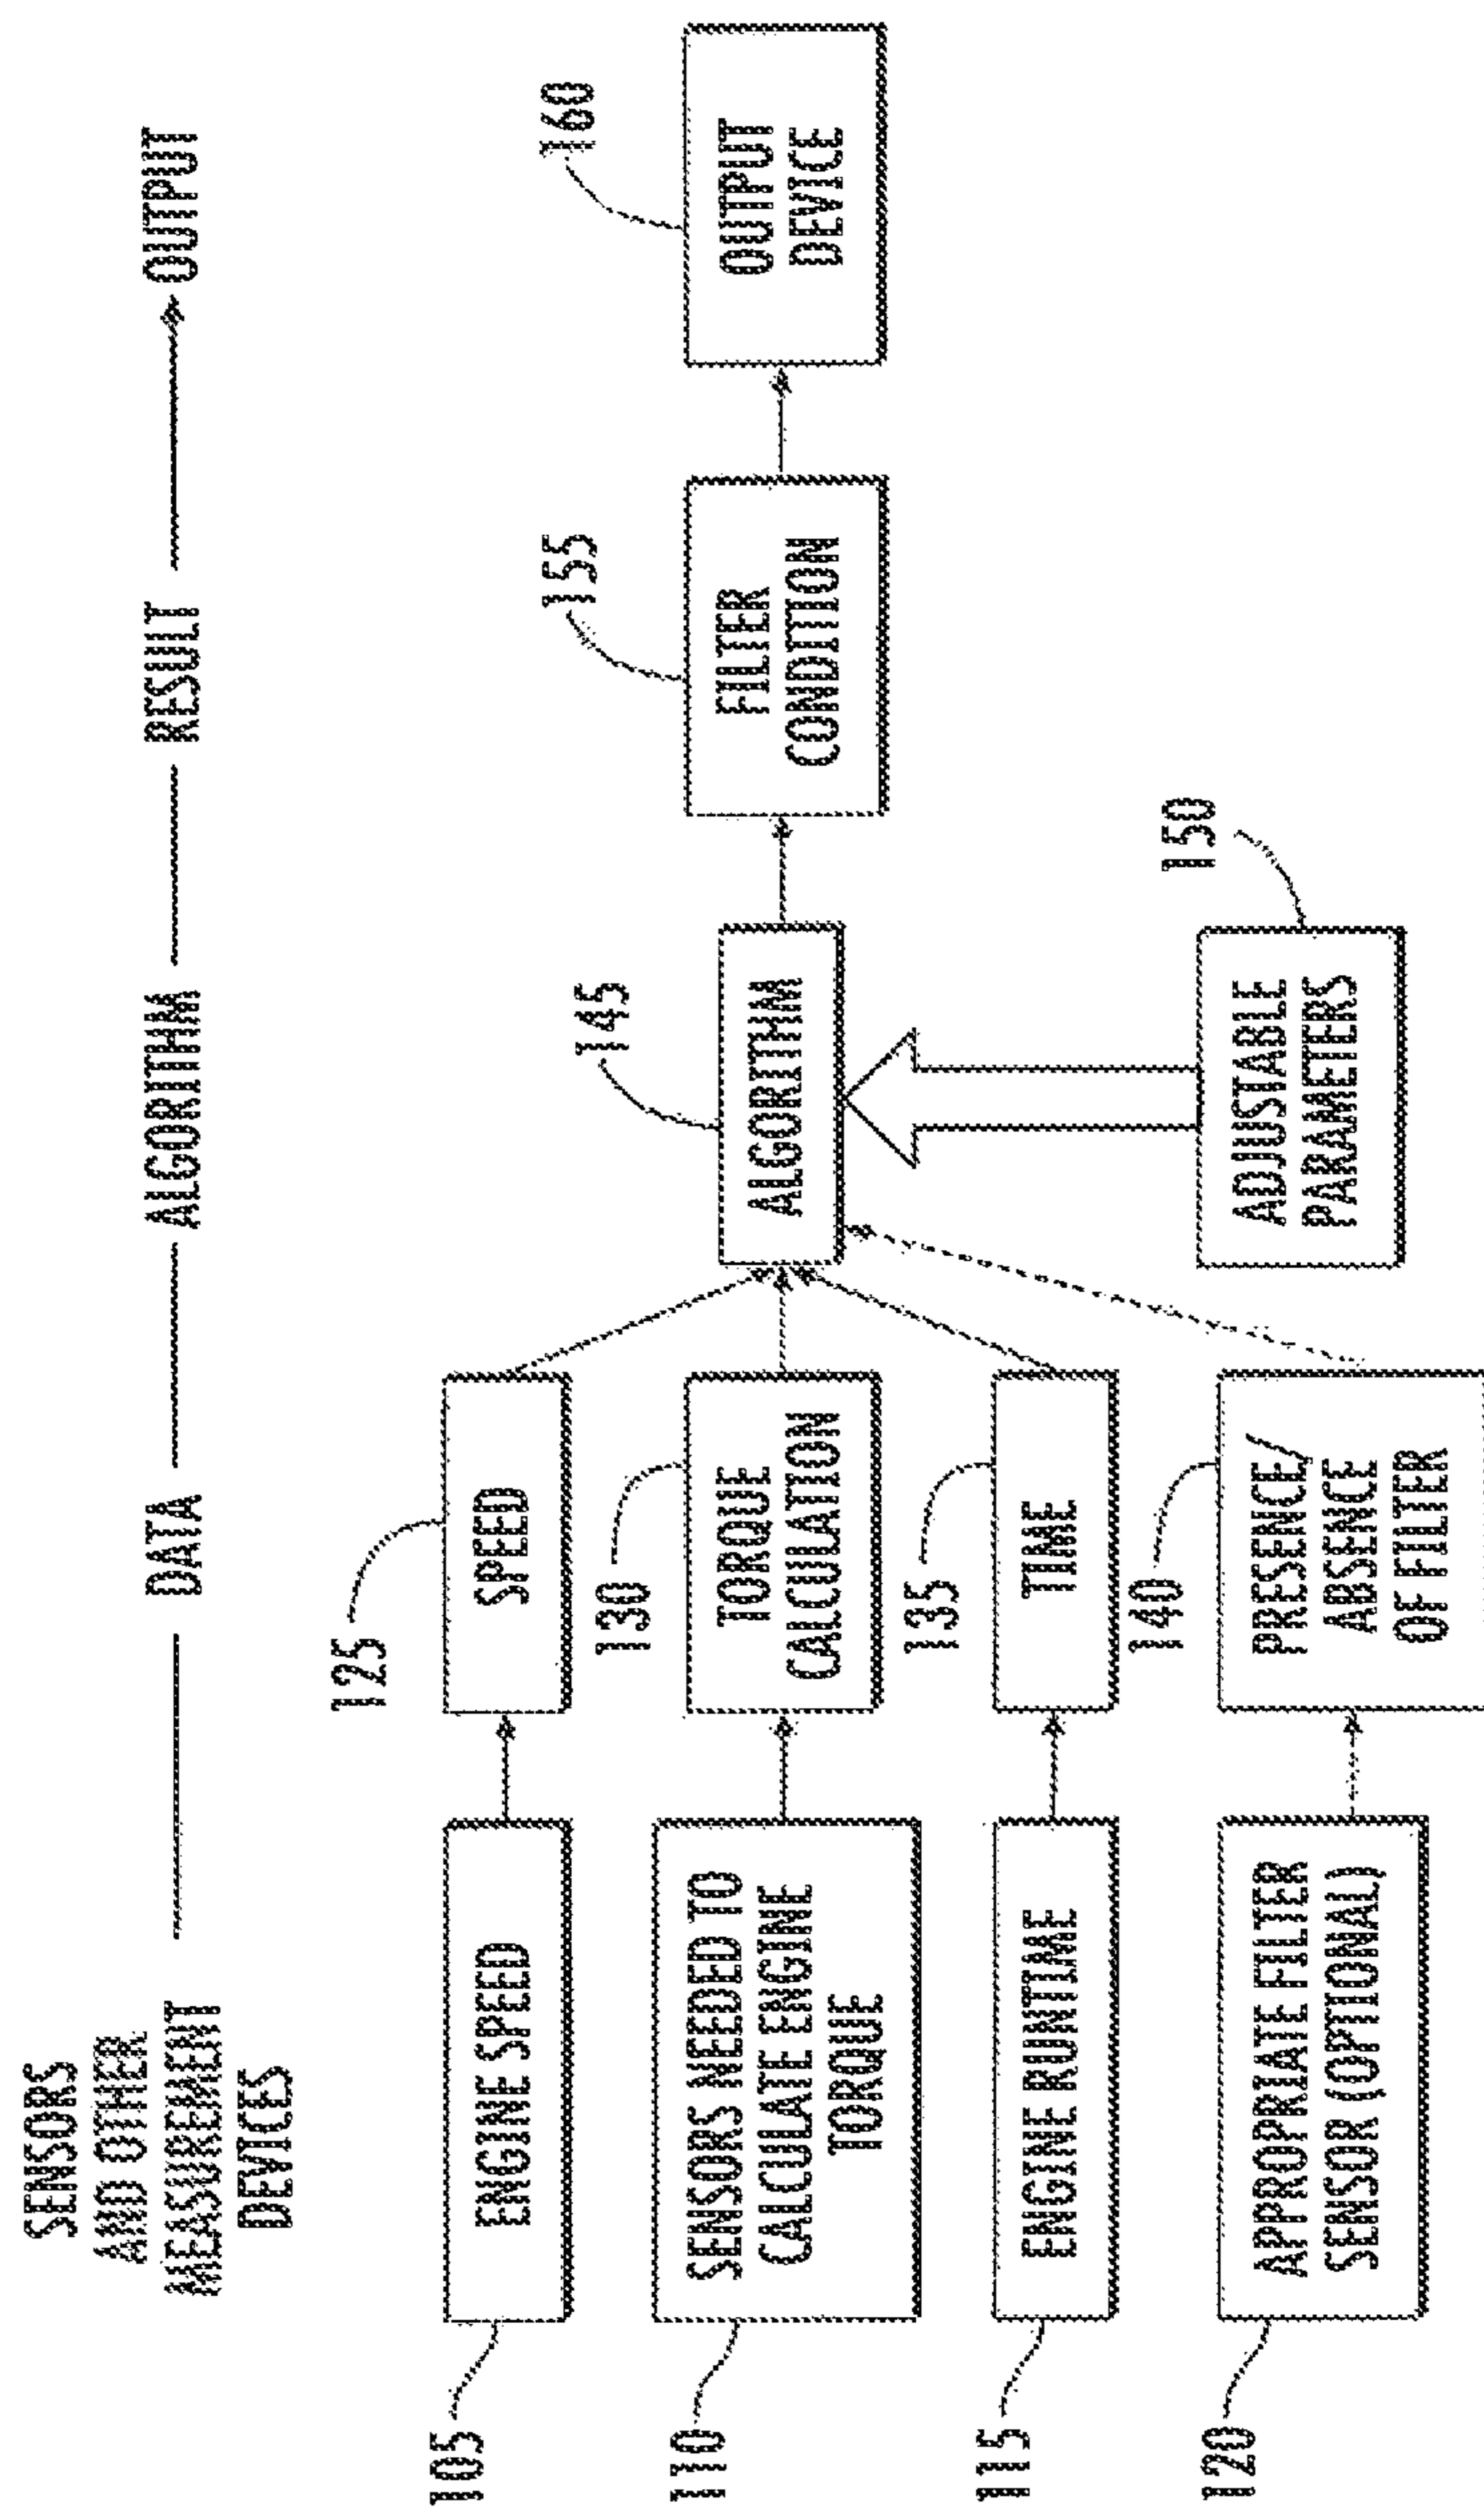 SENSORS
AND OTHER
MEASUREMENT
DEVICES
DATA
ALGORITHM
RESULT
OUTPUT
105
ENGINE SPEED
125
SPEED
110
SENSORS NEEDED TO
CALCULATE ENGINE
TORQUE
130
TORQUE
CALCULATION
115
ENGINE RUNTIME
135
TIME
120
APPROPRIATE FILTER
SENSOR (OPTIONAL)
140
PRESENCE/
ABSENCE
OF FILTER
145
ALGORITHM
150
ADJUSTABLE
PARAMETERS
155
FILTER
CONDITION
160
OUTPUT
DEVICE